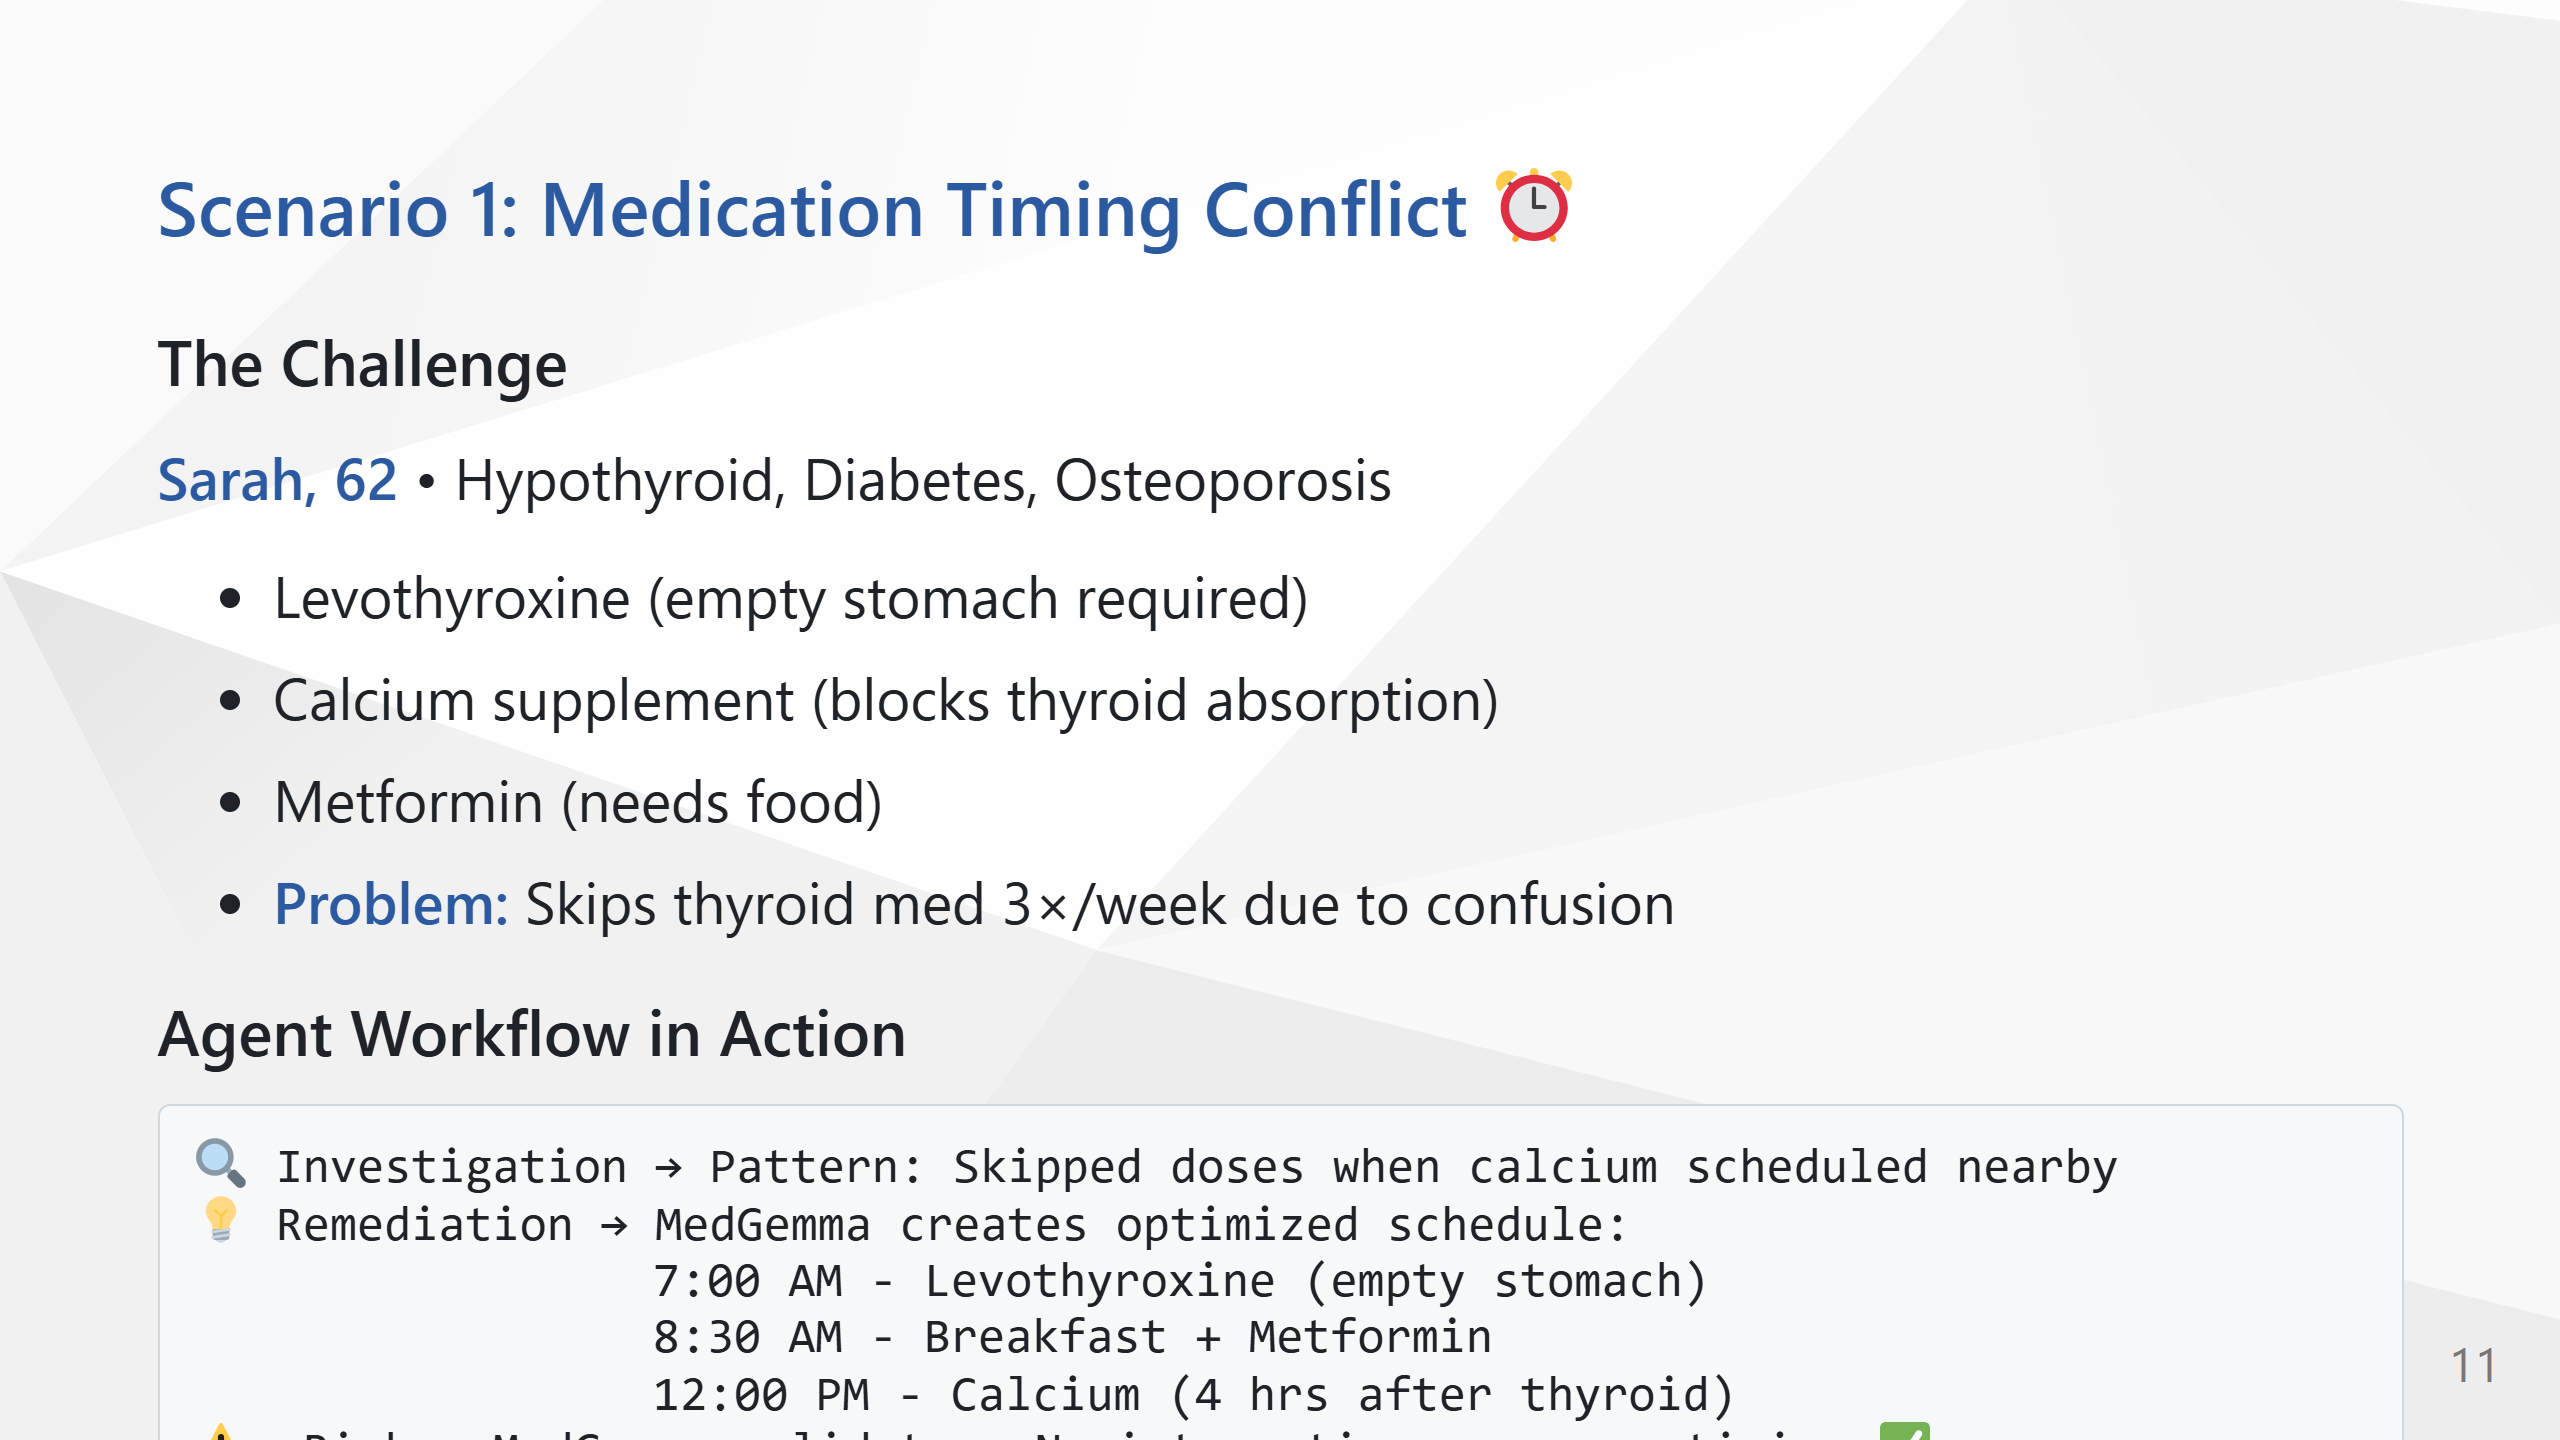 Scenario 1: Medication Timing Conflict ⏰
The Challenge
Sarah, 62 • Hypothyroid, Diabetes, Osteoporosis
• Levothyroxine (empty stomach required)
• Calcium supplement (blocks thyroid absorption)
• Metformin (needs food)
• Problem: Skips thyroid med 3×/week due to confusion
Agent Workflow in Action
🔍 Investigation → Pattern: Skipped doses when calcium scheduled nearby
💡 Remediation → MedGemma creates optimized schedule:
7:00 AM - Levothyroxine (empty stomach)
8:30 AM - Breakfast + Metformin
12:00 PM - Calcium (4 hrs after thyroid)
11